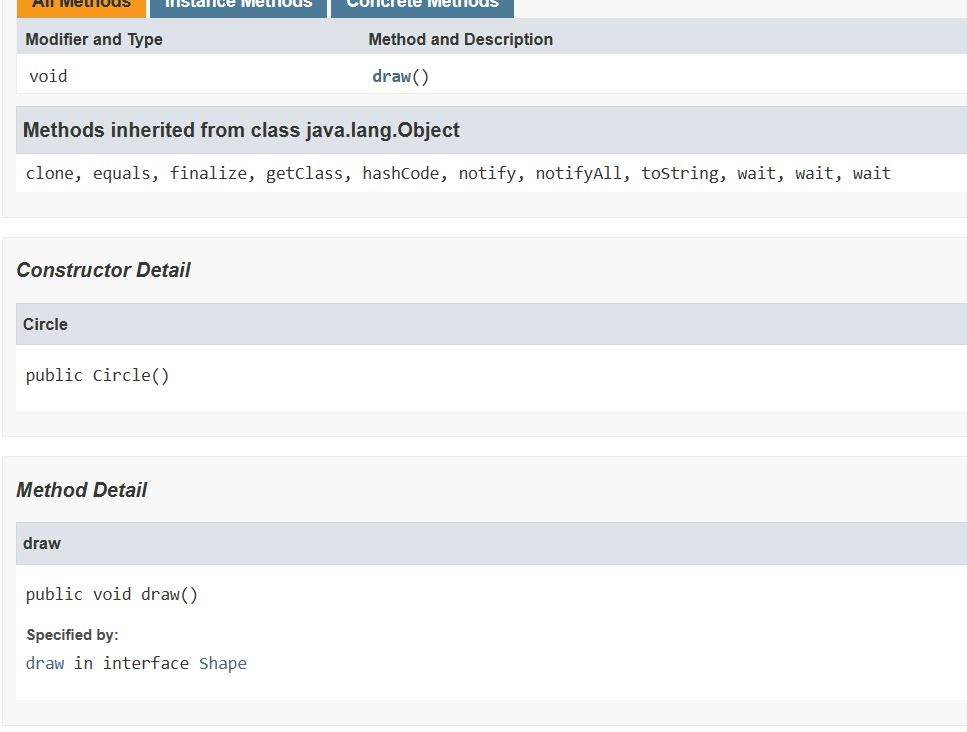 All Methods Instance Methods Concrete Methods
Modifier and Type Method and Description
void draw()
Methods inherited from class java.lang.Object
clone, equals, finalize, getClass, hashCode, notify, notifyAll, toString, wait, wait, wait
Constructor Detail
Circle
public Circle()
Method Detail
draw
public void draw()
Specified by:
draw in interface Shape